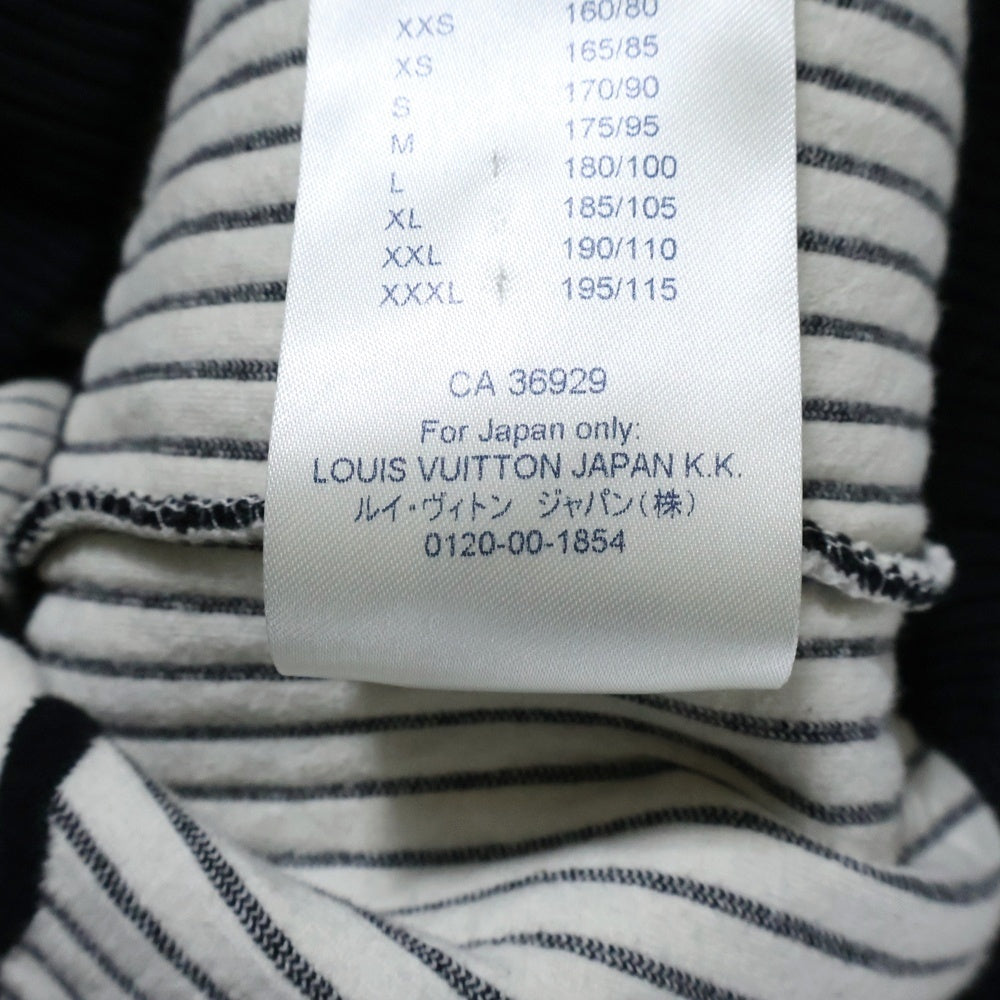 XXS 160/80
XS 165/85
S 170/90
M 175/95
L 180/100
XL 185/105
XXL 190/110
XXXL 195/115
CA 36929
For Japan only:
LOUIS VUITTON JAPAN K.K.
ルイ・ヴィトン ジャパン(株)
0120-00-1854